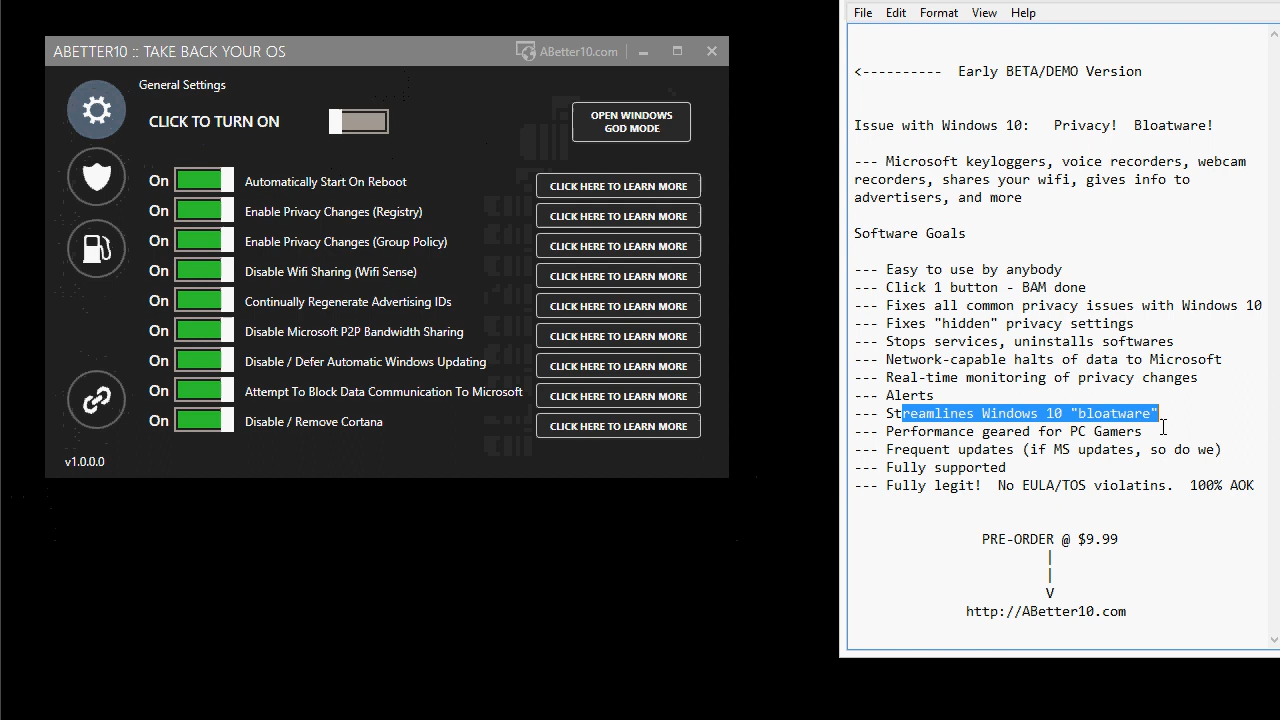 ABETTER10 :: TAKE BACK YOUR OS
ABetter10.com
General Settings
CLICK TO TURN ON
OPEN WINDOWS
GOD MODE
On Automatically Start On Reboot CLICK HERE TO LEARN MORE
On Enable Privacy Changes (Registry) CLICK HERE TO LEARN MORE
On Enable Privacy Changes (Group Policy) CLICK HERE TO LEARN MORE
On Disable Wifi Sharing (Wifi Sense) CLICK HERE TO LEARN MORE
On Continually Regenerate Advertising IDs CLICK HERE TO LEARN MORE
On Disable Microsoft P2P Bandwidth Sharing CLICK HERE TO LEARN MORE
On Disable / Defer Automatic Windows Updating CLICK HERE TO LEARN MORE
On Attempt To Block Data Communication To Microsoft CLICK HERE TO LEARN MORE
On Disable / Remove Cortana CLICK HERE TO LEARN MORE
v1.0.0.0
File Edit Format View Help
<---------- Early BETA/DEMO Version
Issue with Windows 10: Privacy! Bloatware!
--- Microsoft keyloggers, voice recorders, webcam
recorders, shares your wifi, gives info to
advertisers, and more
Software Goals
--- Easy to use by anybody
--- Click 1 button - BAM done
--- Fixes all common privacy issues with Windows 10
--- Fixes "hidden" privacy settings
--- Stops services, uninstalls softwares
--- Network-capable halts of data to Microsoft
--- Real-time monitoring of privacy changes
--- Alerts
--- Streamlines Windows 10 "bloatware"
--- Performance geared for PC Gamers
--- Frequent updates (if MS updates, so do we)
--- Fully supported
--- Fully legit! No EULA/TOS violatins. 100% AOK
PRE-ORDER @ $9.99
|
|
V
http://ABetter10.com